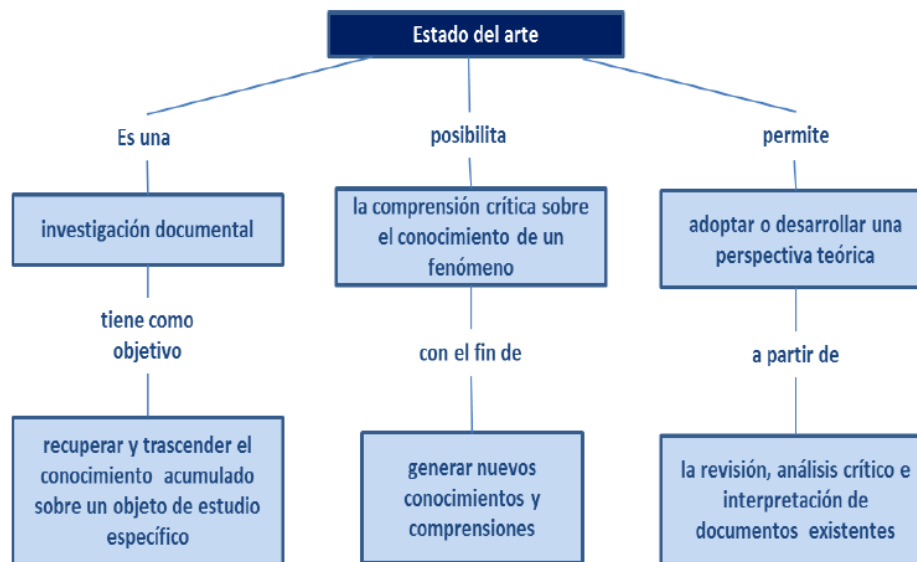 Estado del arte
Es una
investigación documental
tiene como
objetivo
recuperar y trascender el
conocimiento acumulado
sobre un objeto de estudio
específico
posibilita
la comprensión crítica sobre
el conocimiento de un
fenómeno
con el fin de
generar nuevos
conocimientos y
comprensiones
permite
adoptar o desarrollar una
perspectiva teórica
a partir de
la revisión, análisis crítico e
interpretación de
documentos existentes